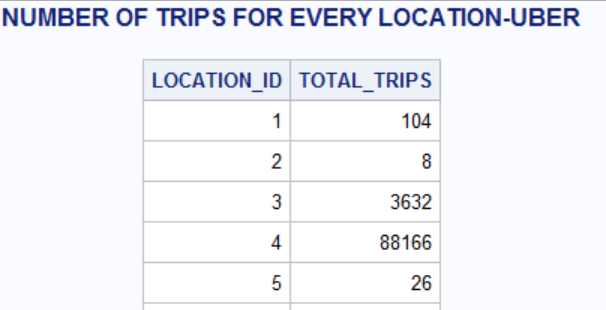 NUMBER OF TRIPS FOR EVERY LOCATION-UBER
LOCATION_ID TOTAL_TRIPS
1 104
2 8
3 3632
4 88166
5 26